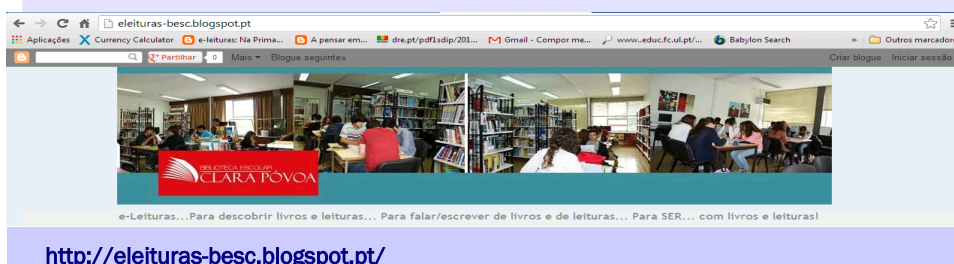 eleituras-besc.blogspot.pt
Aplicações Currency Calculator e-leituras: Na Prima... A pensar em... dre.pt/pdf1sdip/201... Gmail - Compor me... www..educ.fc.ul.pt/... Babylon Search » Outros marcadore
Partilhar 0 Mais Blogue seguinte» Criar blogue Iniciar sessão
BIBLIOTECA ESCOLAR
CLARA PÓVOA
e-Leituras...Para descobrir livros e leituras... Para falar/escrever de livros e de leituras... Para SER... com livros e leituras!
http://eleituras-besc.blogspot.pt/